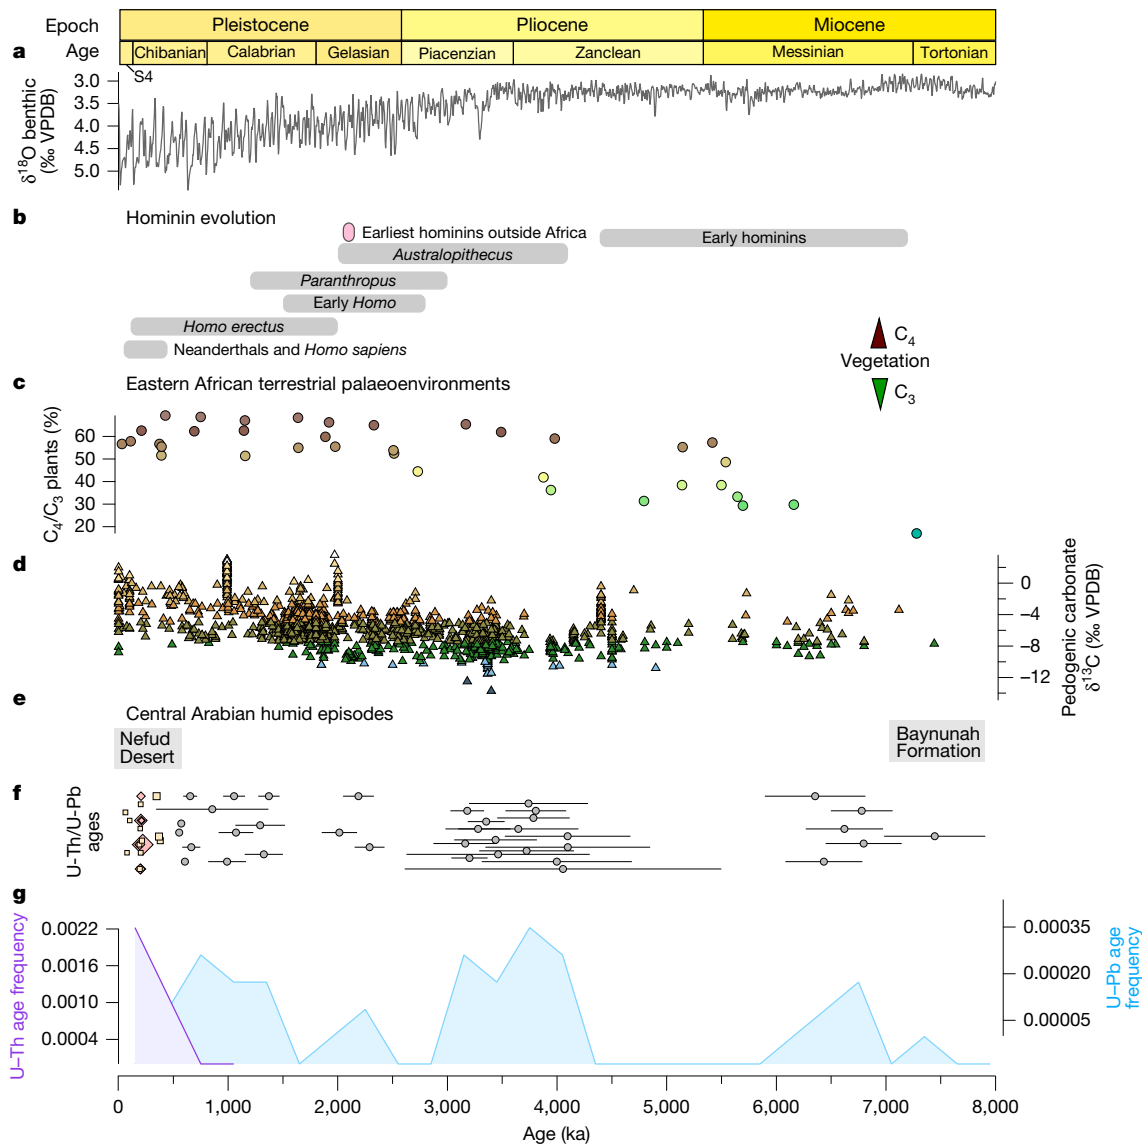 Epoch Pleistocene Pliocene Miocene
a Age Chibanian Calabrian Gelasian Piacenzian Zanclean Messinian Tortonian
S4
3.0
3.5
4.0
4.5
5.0
δ18O benthic
(‰ VPDB)
b Hominin evolution
Earliest hominins outside Africa
Early hominins
Australopithecus
Paranthropus
Early Homo
Homo erectus
Neanderthals and Homo sapiens
C4
Vegetation
C3
c Eastern African terrestrial palaeoenvironments
60
50
40
30
20
C4/C3 plants (%)
d
0
−4
−8
−12
Pedogenic carbonate
δ13C (‰ VPDB)
e Central Arabian humid episodes
Nefud
Desert
Baynunah
Formation
f
U-Th/U-Pb
ages
g
0.0022
0.0016
0.0010
0.0004
U–Th age frequency
0.00035
0.00020
0.00005
U–Pb age
frequency
0 1,000 2,000 3,000 4,000 5,000 6,000 7,000 8,000
Age (ka)